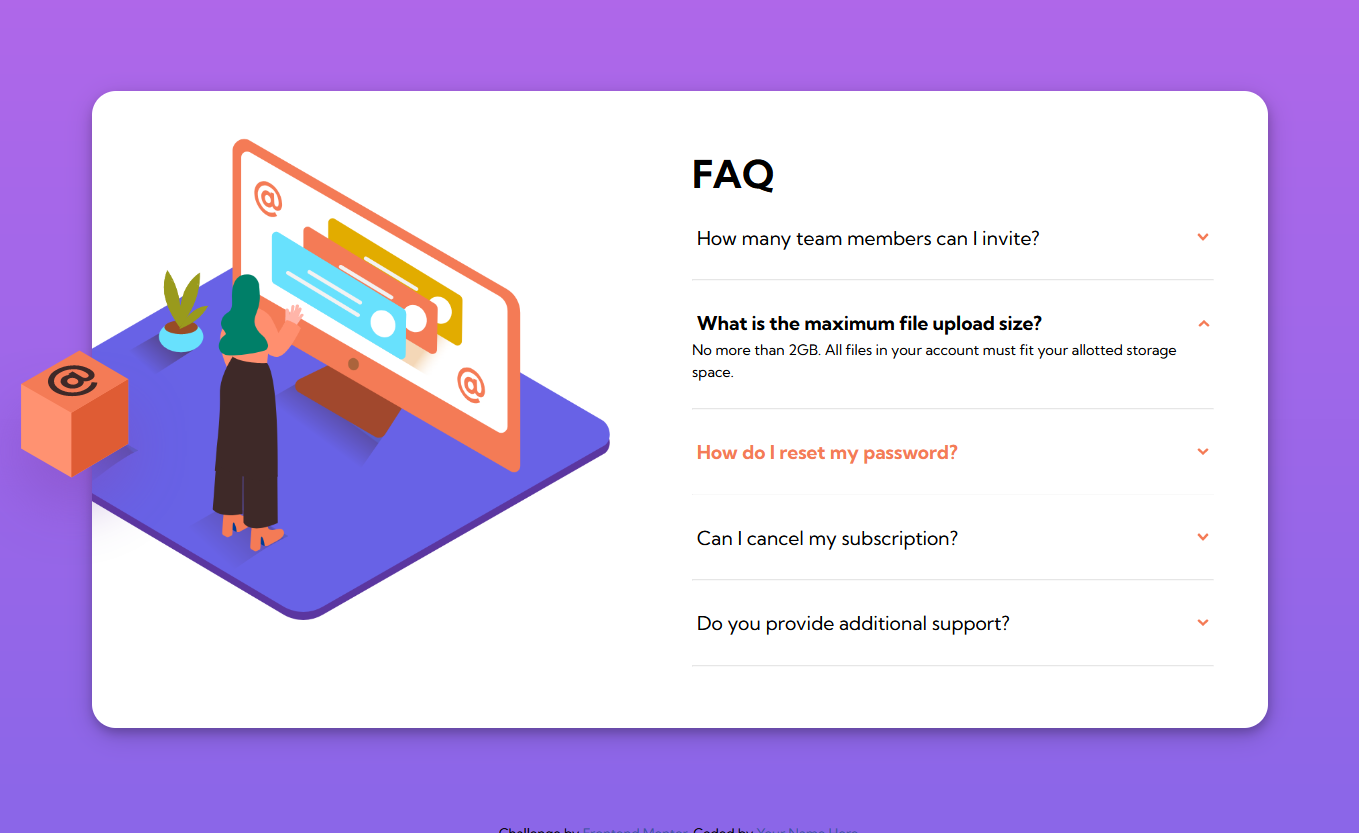 FAQ
How many team members can I invite?
What is the maximum file upload size?
No more than 2GB. All files in your account must fit your allotted storage
space.
How do I reset my password?
Can I cancel my subscription?
Do you provide additional support?
Challenge by Frontend Mentor. Coded by Your Name Here.